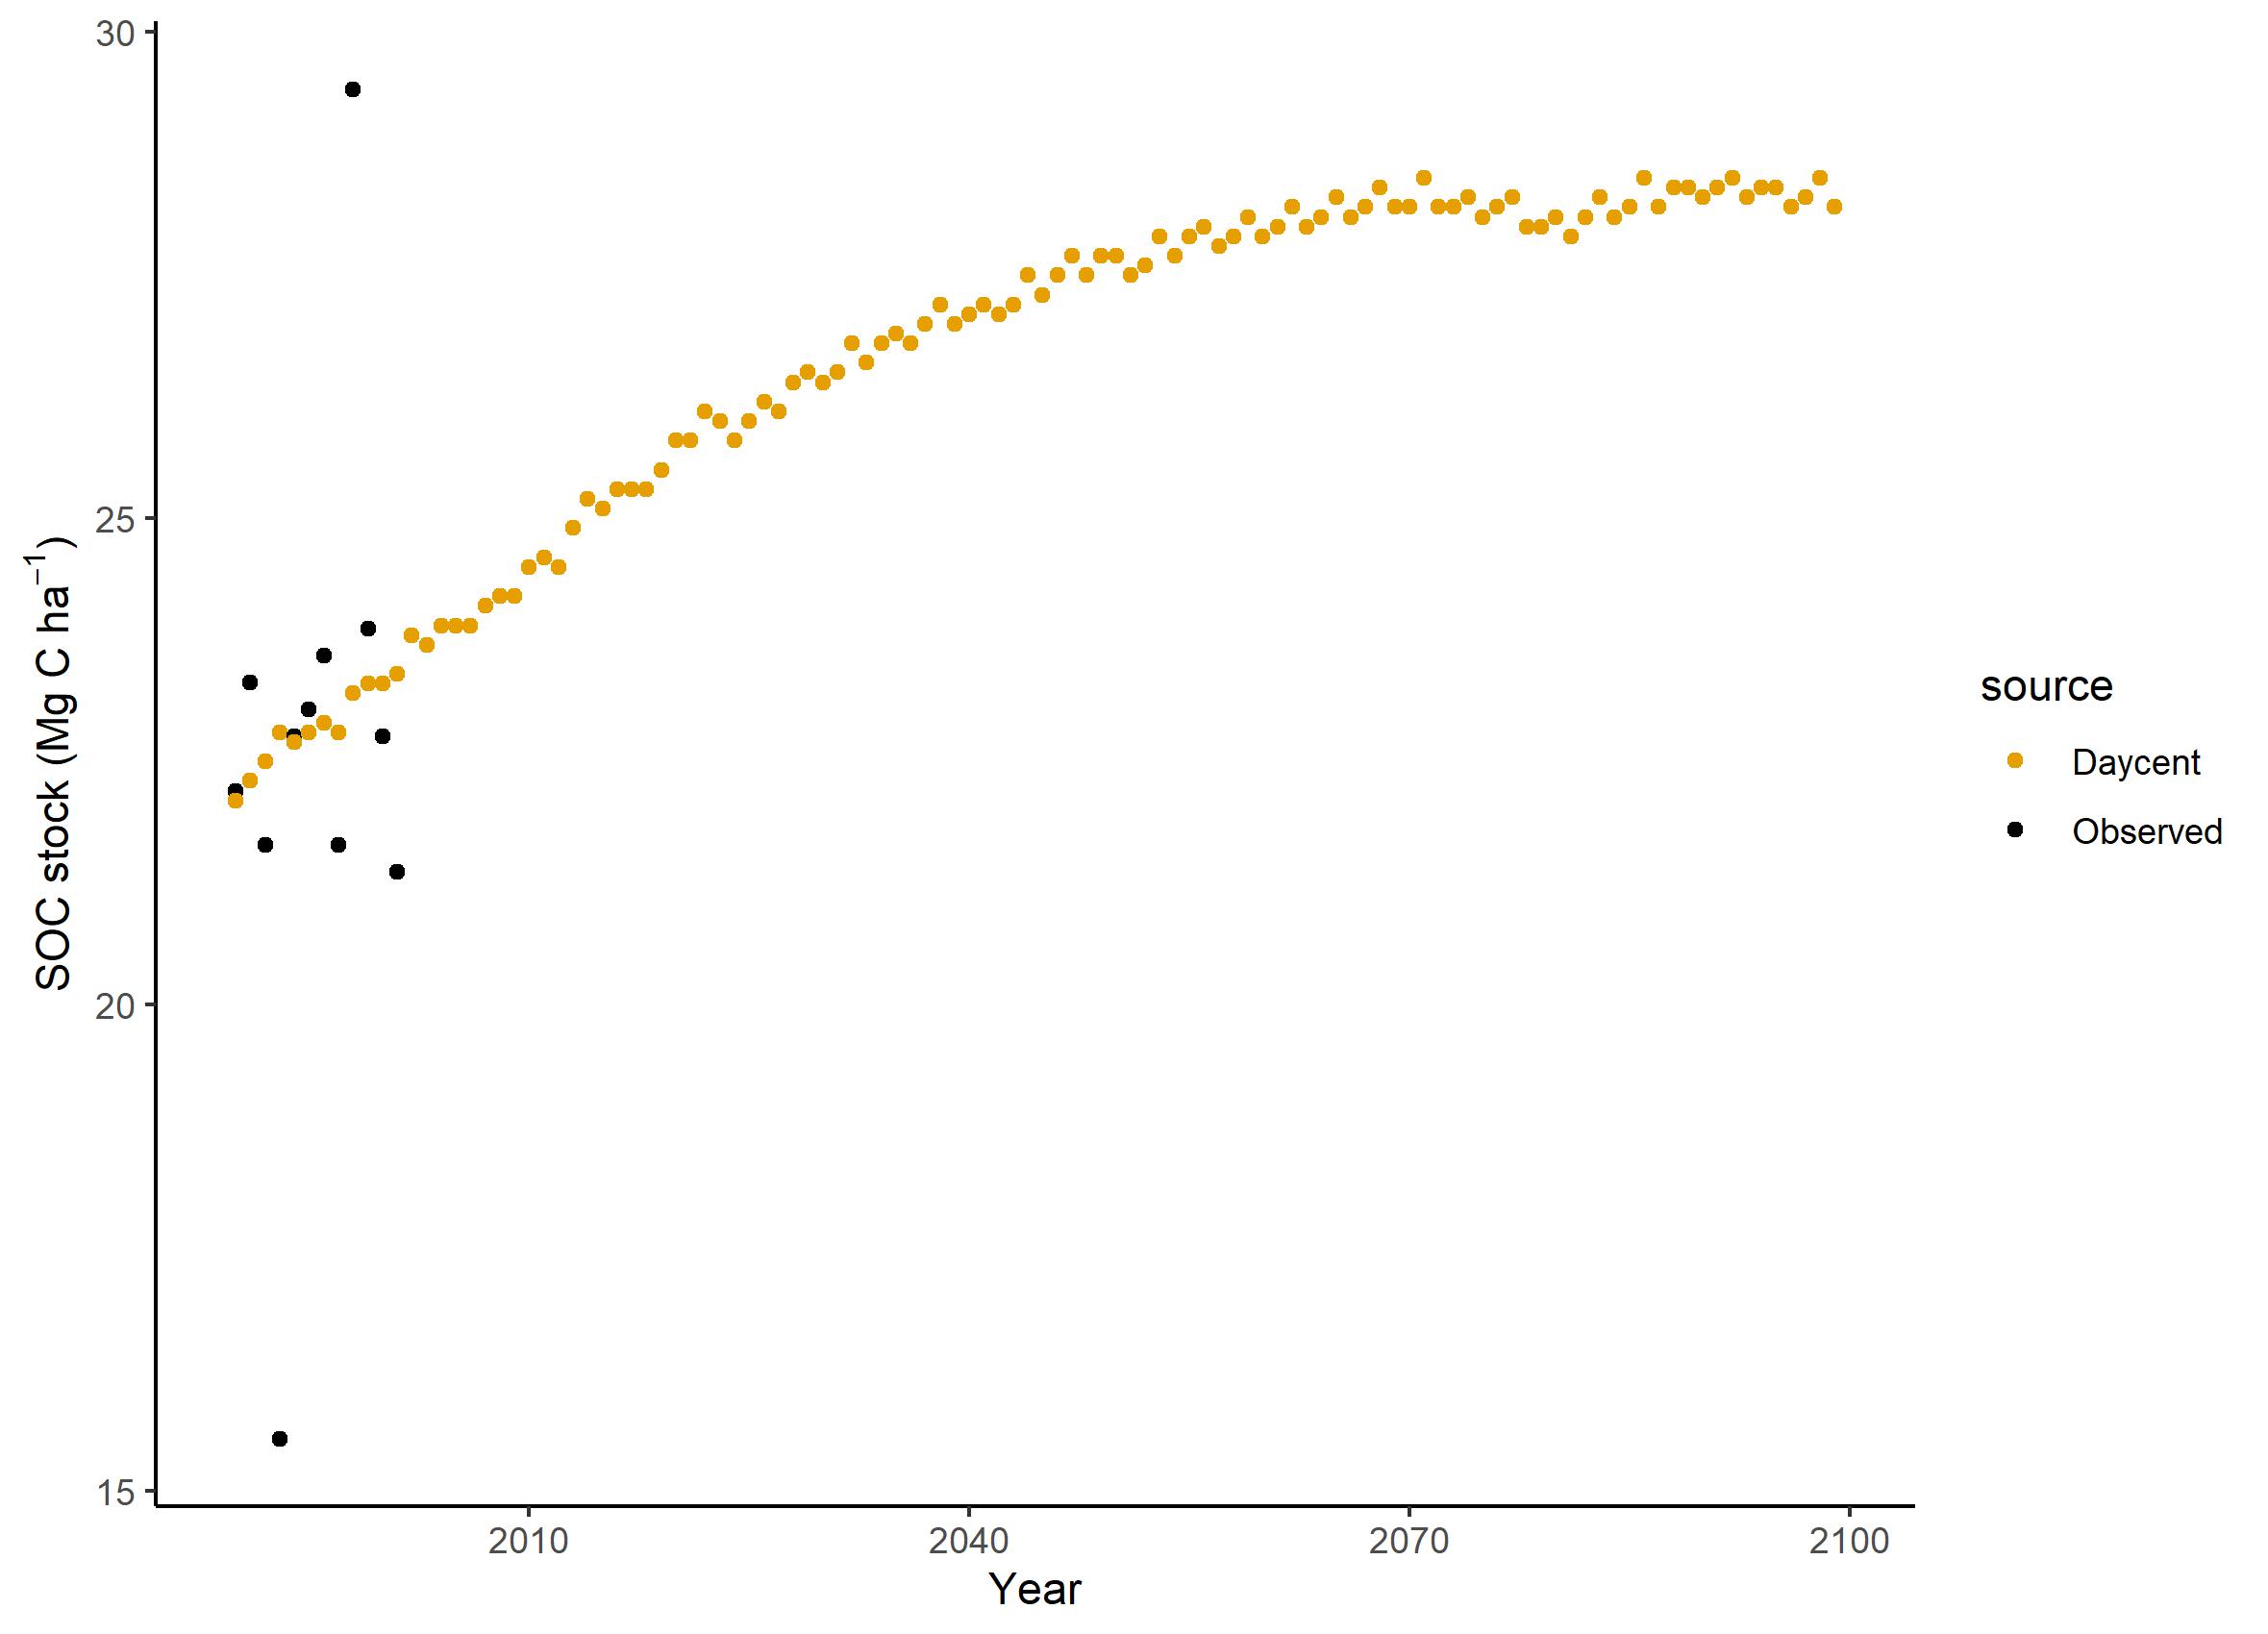 30
25
20
15
SOC stock (Mg C ha⁻¹)
2010 2040 2070 2100
Year
source
Daycent
Observed